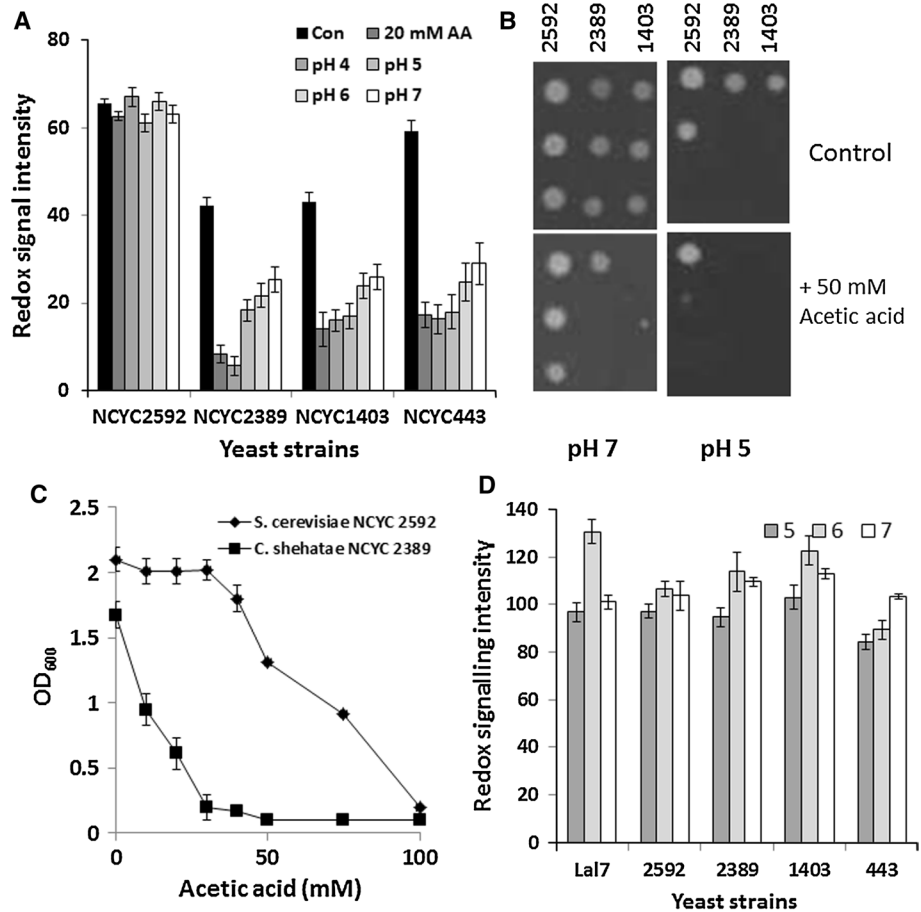 A
80
60
40
20
0
Redox signal intensity
Con
20 mM AA
pH 4
pH 5
pH 6
pH 7
NCYC2592
NCYC2389
NCYC1403
NCYC443
Yeast strains
B
2592
2389
1403
2592
2389
1403
Control
+ 50 mM
Acetic acid
pH 7
pH 5
C
2.5
2
1.5
1
0.5
0
OD600
S. cerevisiae NCYC 2592
C. shehatae NCYC 2389
0
50
100
Acetic acid (mM)
D
140
120
100
80
60
40
20
0
Redox signalling intensity
5
6
7
Lal7
2592
2389
1403
443
Yeast strains